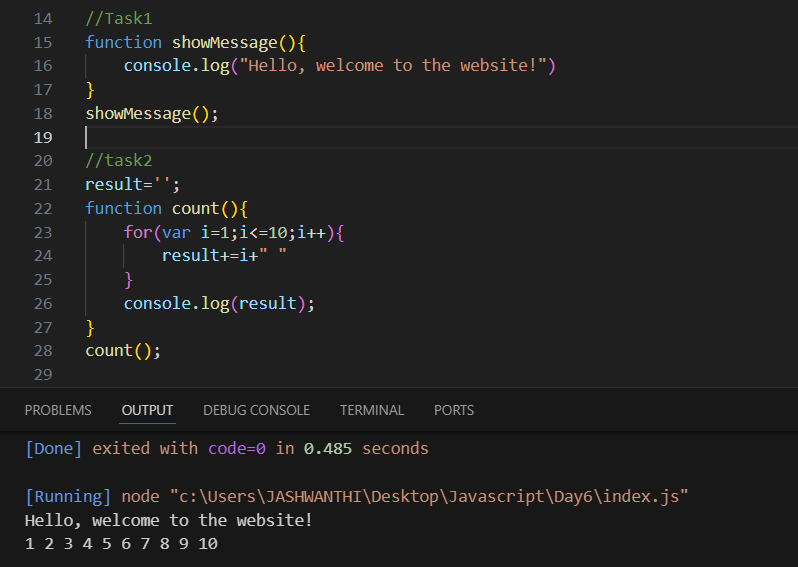 14 //Task1
15 function showMessage(){
16 console.log("Hello, welcome to the website!")
17 }
18 showMessage();
19
20 //task2
21 result='';
22 function count(){
23 for(var i=1;i<=10;i++){
24 result+=i+" "
25 }
26 console.log(result);
27 }
28 count();
29
PROBLEMS OUTPUT DEBUG CONSOLE TERMINAL PORTS
[Done] exited with code=0 in 0.485 seconds
[Running] node "c:\Users\JASHWANTHI\Desktop\Javascript\Day6\index.js"
Hello, welcome to the website!
1 2 3 4 5 6 7 8 9 10